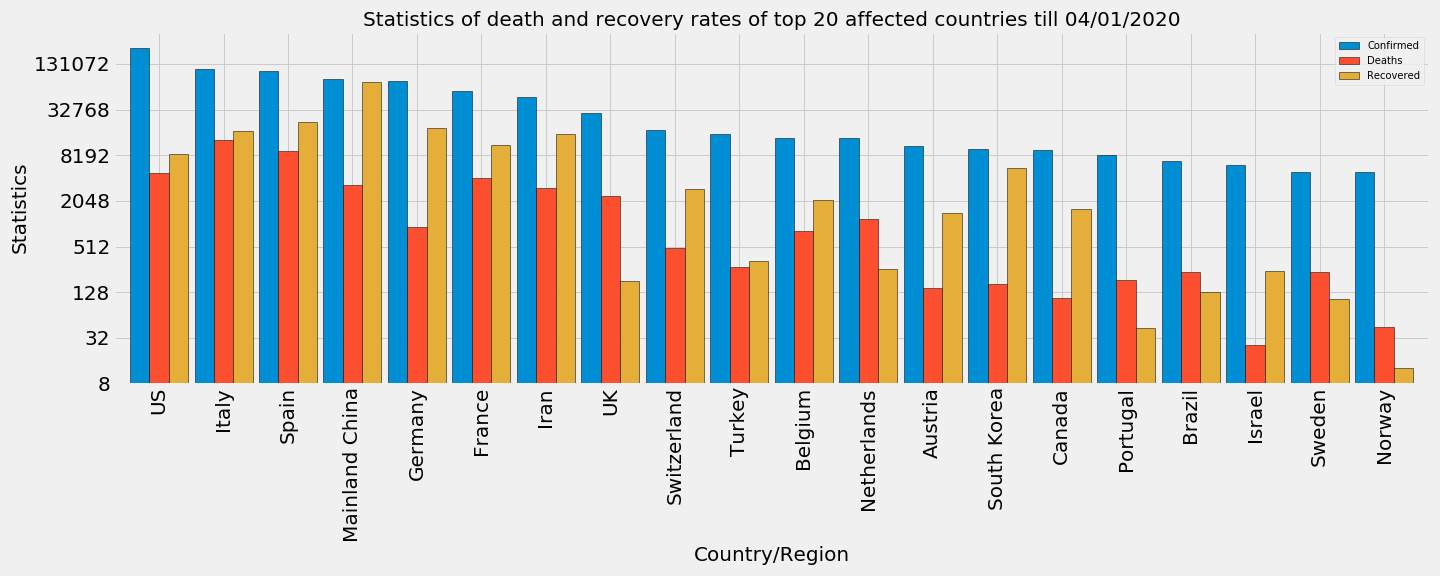 Statistics of death and recovery rates of top 20 affected countries till 04/01/2020
Confirmed
Deaths
Recovered
Statistics
131072
32768
8192
2048
512
128
32
8
US
Italy
Spain
Mainland China
Germany
France
Iran
UK
Switzerland
Turkey
Belgium
Netherlands
Austria
South Korea
Canada
Portugal
Brazil
Israel
Sweden
Norway
Country/Region